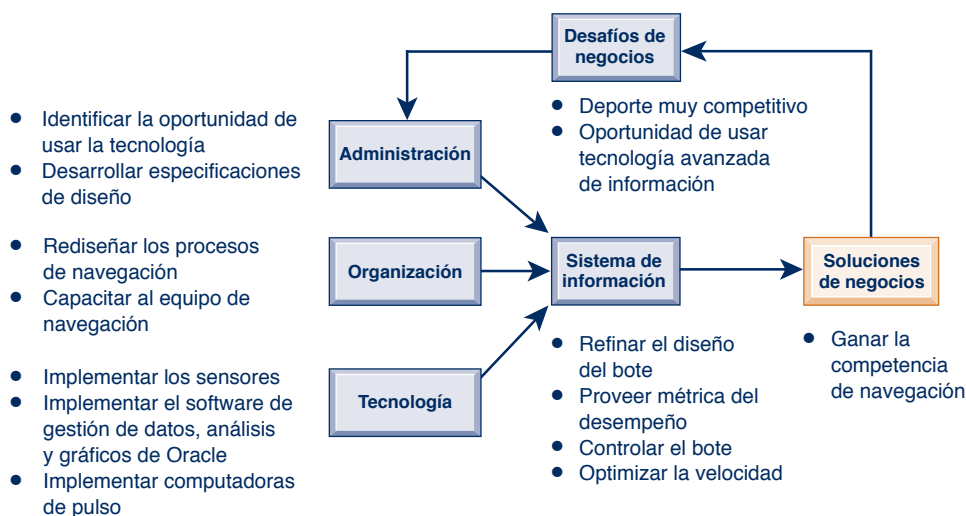 Desafíos de
negocios
• Deporte muy competitivo
• Oportunidad de usar
tecnología avanzada
de información
• Identificar la oportunidad de
usar la tecnología
• Desarrollar especificaciones
de diseño
Administración
• Rediseñar los procesos
de navegación
• Capacitar al equipo de
navegación
Organización
Sistema de
información
Soluciones
de negocios
• Implementar los sensores
• Implementar el software de
gestión de datos, análisis
y gráficos de Oracle
• Implementar computadoras
de pulso
Tecnología
• Refinar el diseño
del bote
• Proveer métrica del
desempeño
• Controlar el bote
• Optimizar la velocidad
• Ganar la
competencia
de navegación